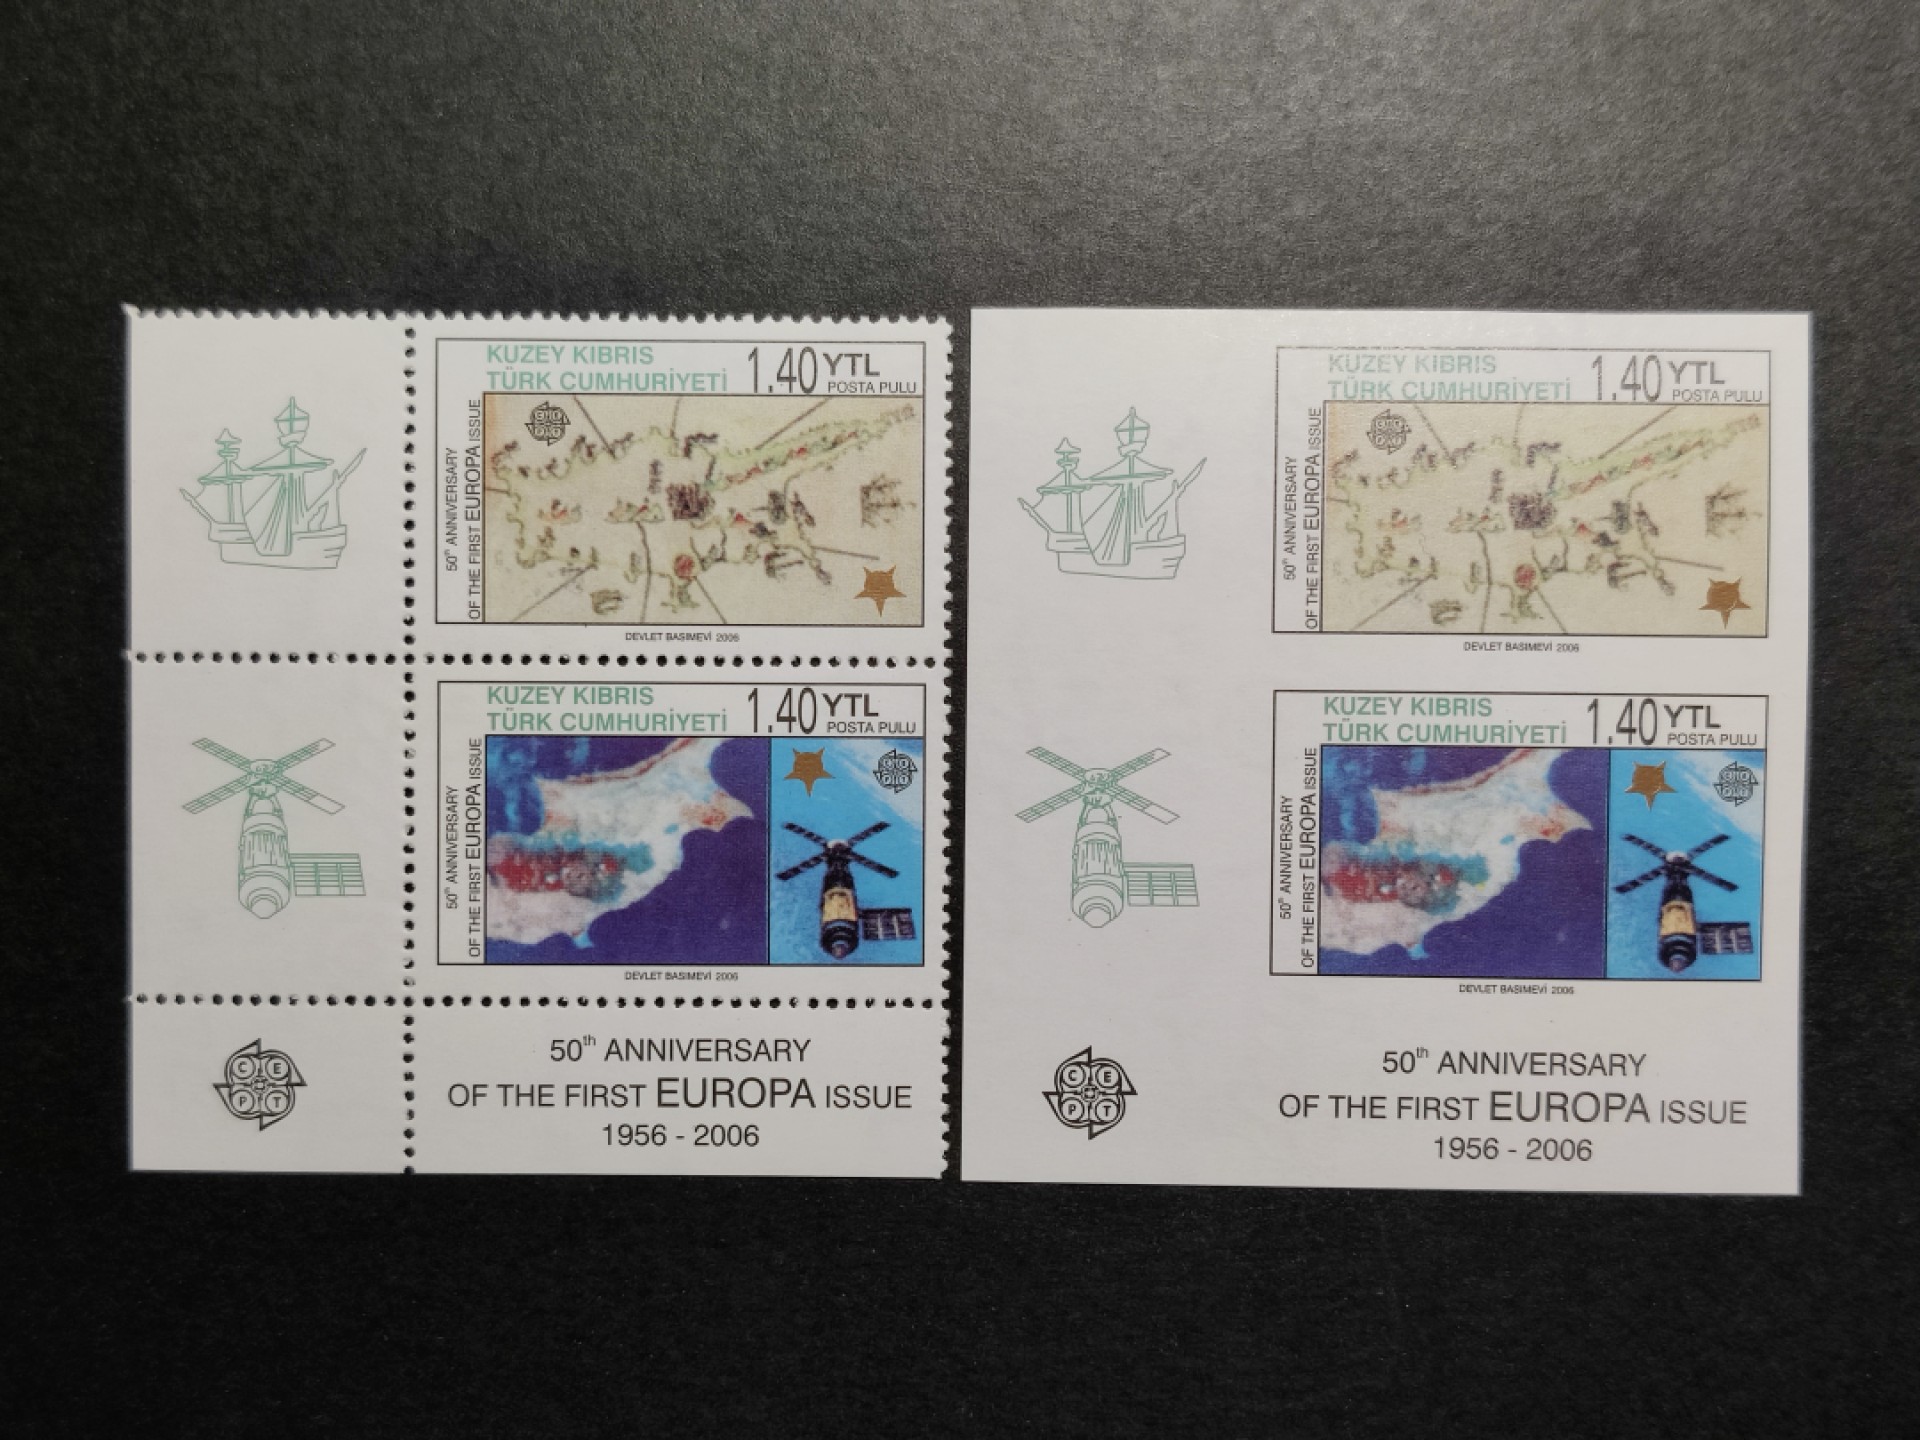 KUZEY KIBRIS
TÜRK CUMHURİYETİ
1.40 YTL
POSTA PULU
50th ANNIVERSARY
OF THE FIRST EUROPA ISSUE
DEVLET BASIMEVİ 2006
KUZEY KIBRIS
TÜRK CUMHURİYETİ
1.40 YTL
POSTA PULU
50th ANNIVERSARY
OF THE FIRST EUROPA ISSUE
C E
P T
DEVLET BASIMEVİ 2006
C E
P T
50th ANNIVERSARY
OF THE FIRST EUROPA ISSUE
1956 - 2006
KUZEY KIBRIS
TÜRK CUMHURİYETİ
1.40 YTL
POSTA PULU
50th ANNIVERSARY
OF THE FIRST EUROPA ISSUE
DEVLET BASIMEVİ 2006
KUZEY KIBRIS
TÜRK CUMHURİYETİ
1.40 YTL
POSTA PULU
50th ANNIVERSARY
OF THE FIRST EUROPA ISSUE
C E
P T
DEVLET BASIMEVİ 2006
C E
P T
50th ANNIVERSARY
OF THE FIRST EUROPA ISSUE
1956 - 2006